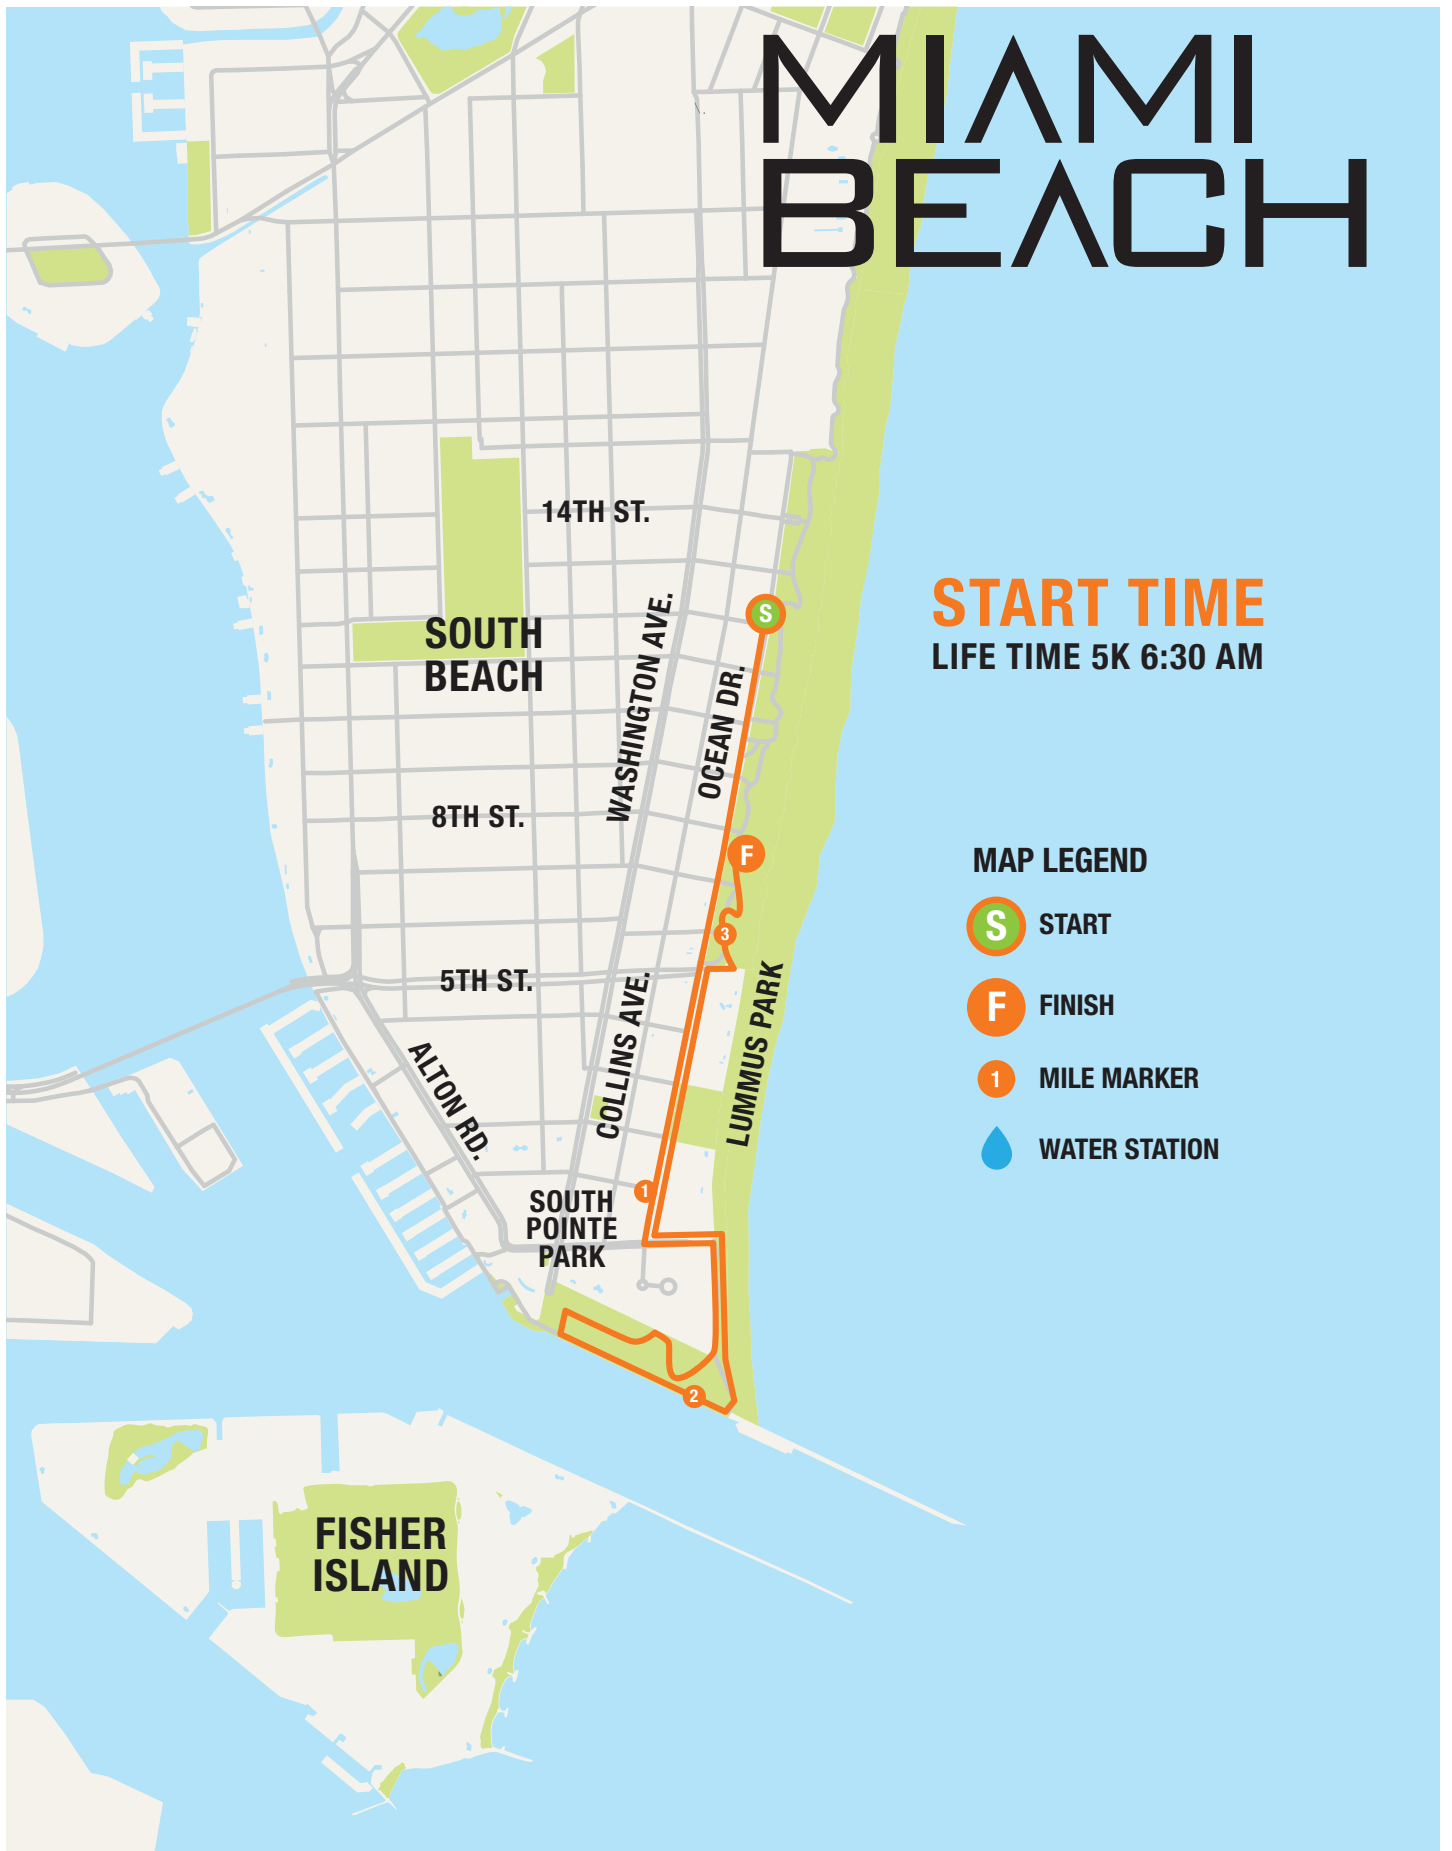 MIAMI
BEACH
14TH ST.
START TIME
LIFE TIME 5K 6:30 AM
S
SOUTH
BEACH
WASHINGTON AVE.
OCEAN DR.
8TH ST.
F
MAP LEGEND
S START
F FINISH
1 MILE MARKER
WATER STATION
3
5TH ST.
COLLINS AVE.
LUMMUS PARK
ALTON RD.
1
SOUTH
POINTE
PARK
2
FISHER
ISLAND